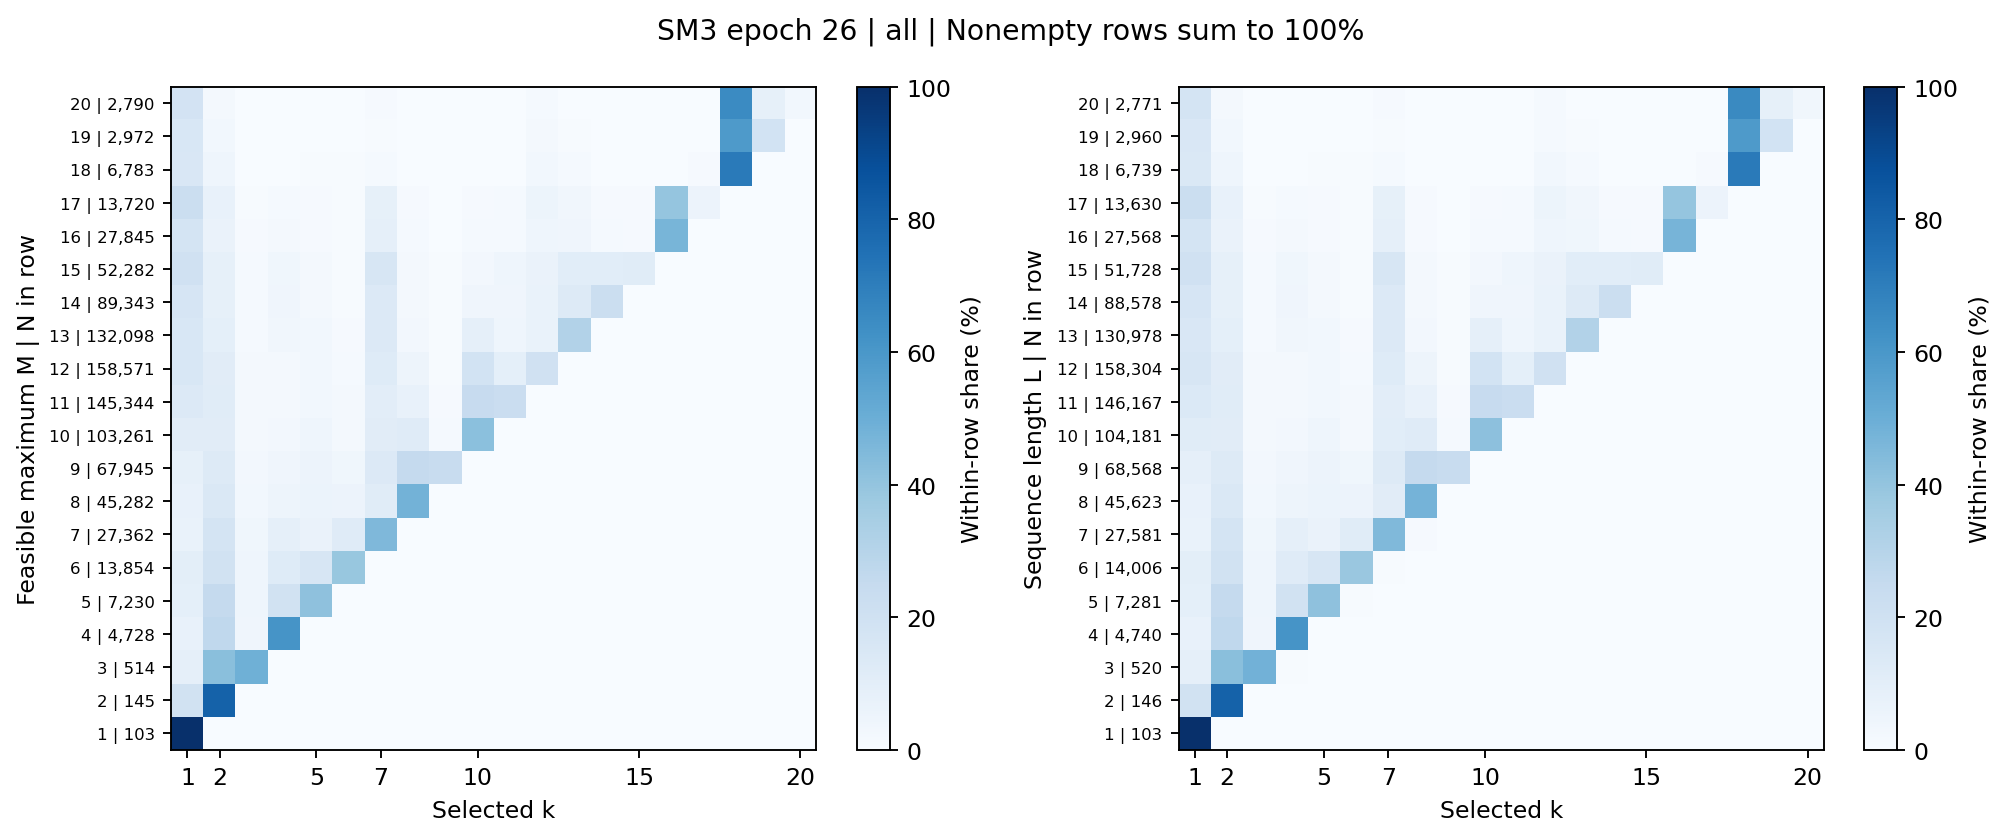 SM3 epoch 26 | all | Nonempty rows sum to 100%
Feasible maximum M | N in row
20 | 2,790
19 | 2,972
18 | 6,783
17 | 13,720
16 | 27,845
15 | 52,282
14 | 89,343
13 | 132,098
12 | 158,571
11 | 145,344
10 | 103,261
9 | 67,945
8 | 45,282
7 | 27,362
6 | 13,854
5 | 7,230
4 | 4,728
3 | 514
2 | 145
1 | 103
1 2 5 7 10 15 20
Selected k
100
80
60
40
20
0
Within-row share (%)
Sequence length L | N in row
20 | 2,771
19 | 2,960
18 | 6,739
17 | 13,630
16 | 27,568
15 | 51,728
14 | 88,578
13 | 130,978
12 | 158,304
11 | 146,167
10 | 104,181
9 | 68,568
8 | 45,623
7 | 27,581
6 | 14,006
5 | 7,281
4 | 4,740
3 | 520
2 | 146
1 | 103
1 2 5 7 10 15 20
Selected k
100
80
60
40
20
0
Within-row share (%)